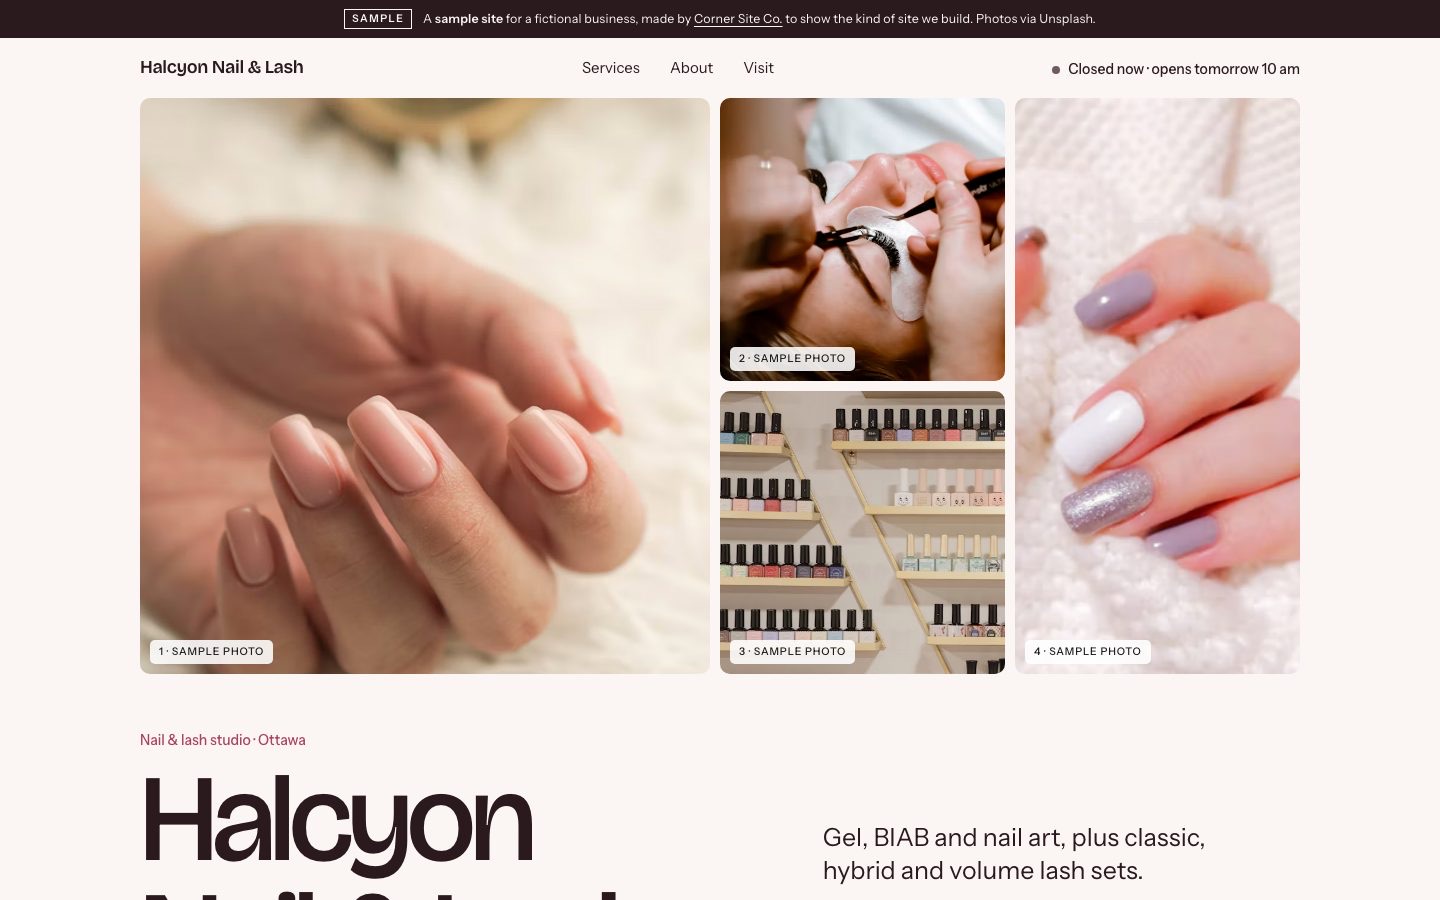 SAMPLE A sample site for a fictional business, made by Corner Site Co. to show the kind of site we build. Photos via Unsplash.
Halcyon Nail & Lash
Services About Visit
Closed now · opens tomorrow 10 am
2 · SAMPLE PHOTO
1 · SAMPLE PHOTO
3 · SAMPLE PHOTO
4 · SAMPLE PHOTO
Nail & lash studio · Ottawa
Halcyon
Gel, BIAB and nail art, plus classic,
hybrid and volume lash sets.